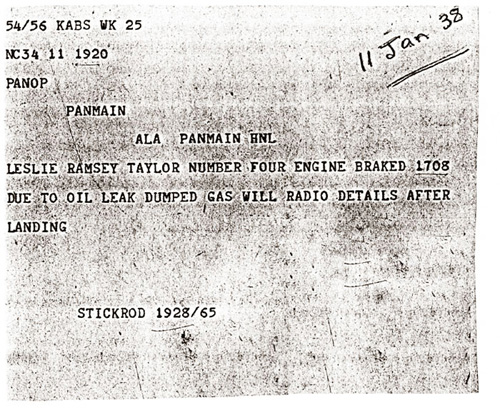 11 Jan '38
54/56 KABS WK 25
NC34 11 1920
PANOP
PANMAIN
ALA PANMAIN HNL
LESLIE RAMSEY TAYLOR NUMBER FOUR ENGINE BRAKED 1708
DUE TO OIL LEAK DUMPED GAS WILL RADIO DETAILS AFTER
LANDING
STICKROD 1928/65